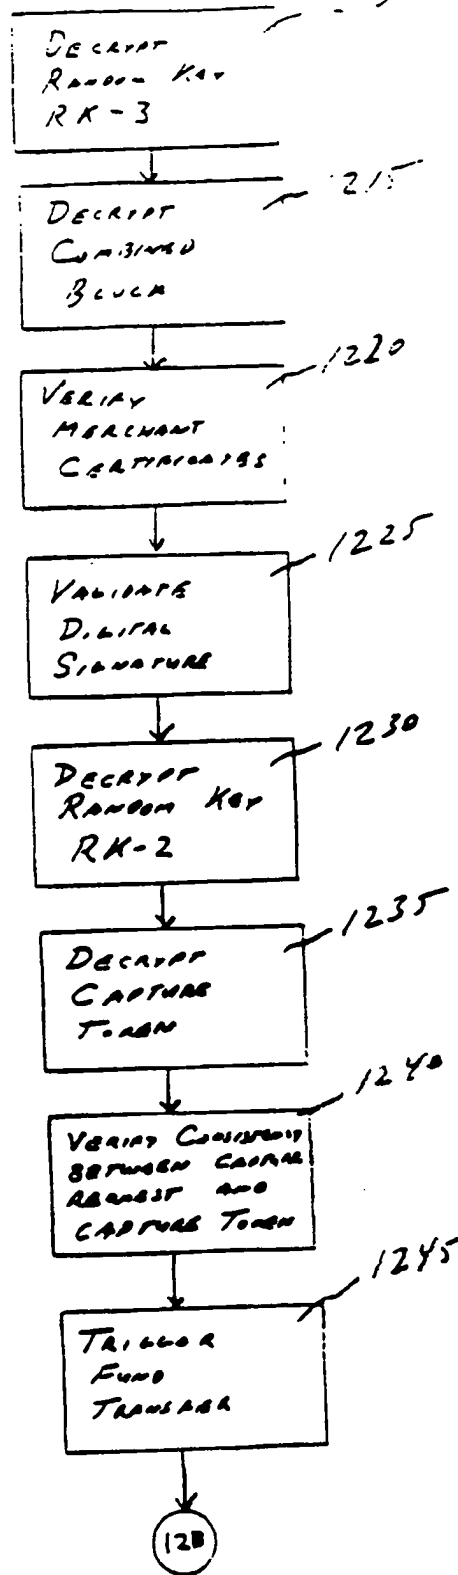 DECRYPT
RANDOM KEY
RK-3
DECRYPT
COMBINED
BLOCK
1215
VERIFY
MERCHANT
CERTIFICATES
1220
VALIDATE
DIGITAL
SIGNATURE
1225
DECRYPT
RANDOM KEY
RK-2
1230
DECRYPT
CAPTURE
TOKEN
1235
VERIFY CONSISTENCY
BETWEEN CAPTURE
REQUEST AND
CAPTURE TOKEN
1240
TRIGGER
FUND
TRANSFER
1245
12B